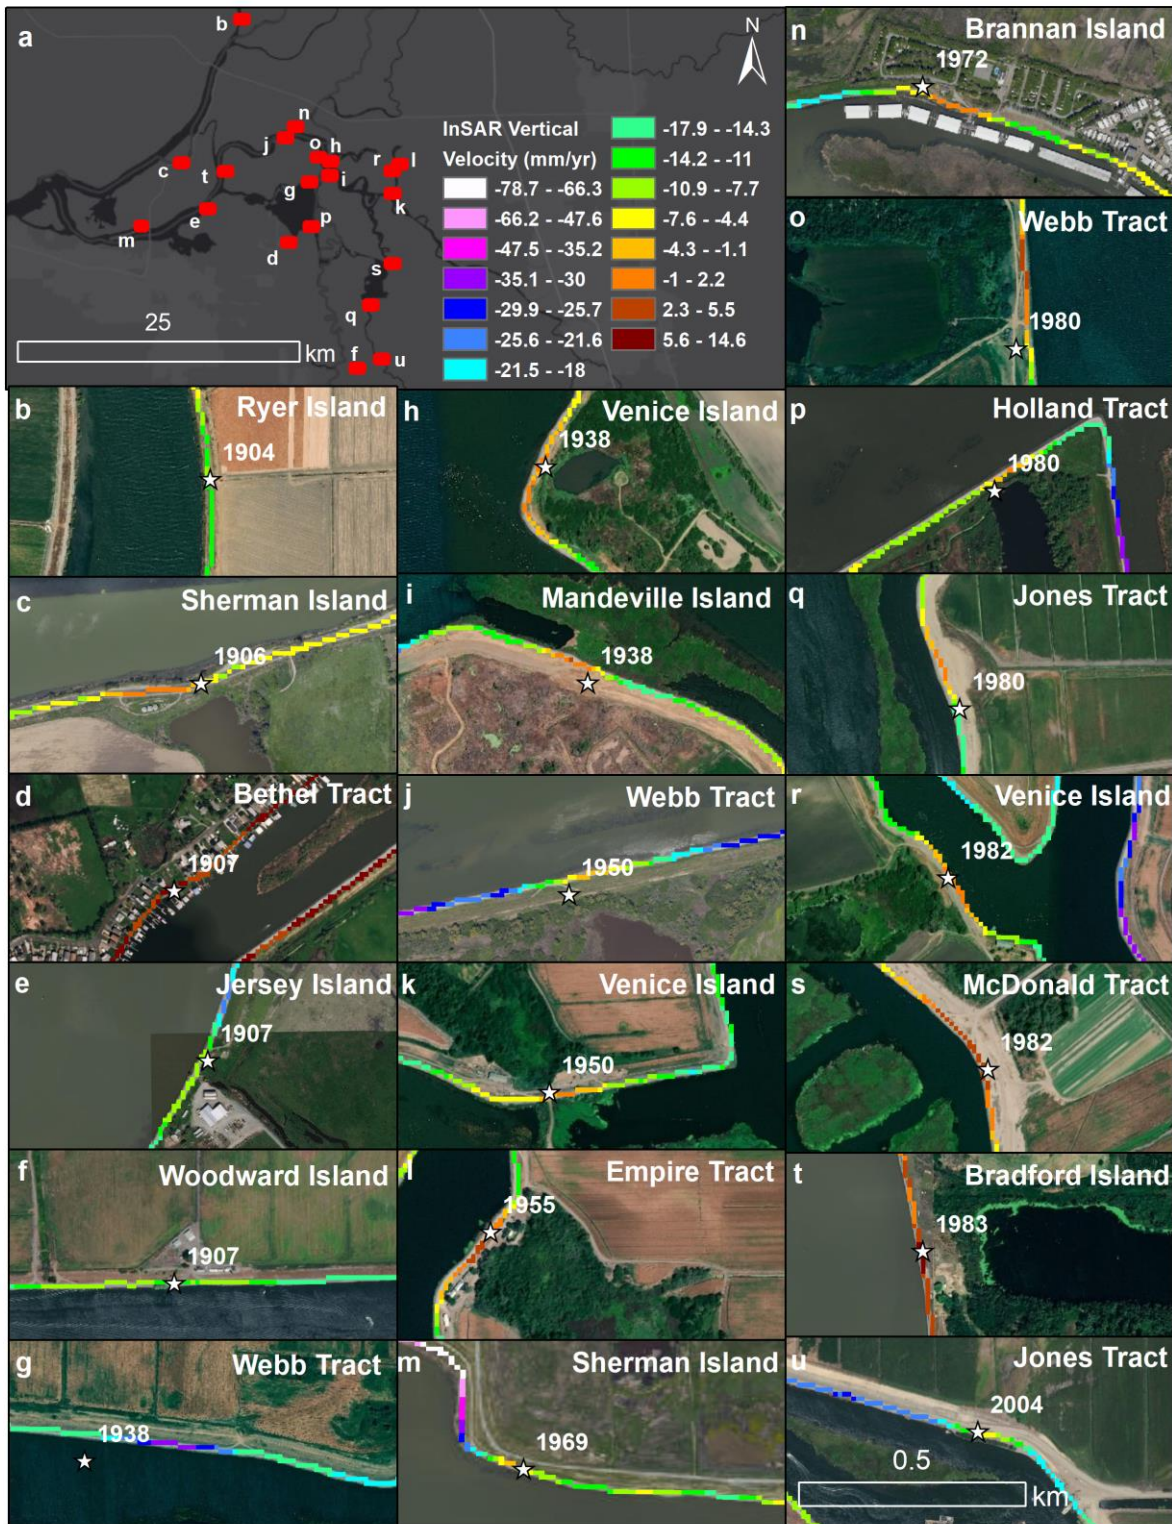 a
b
N
n
j
o
h
r
l
c
t
g
i
k
e
p
m
d
s
q
f
u
25
km
InSAR Vertical
Velocity (mm/yr)
-78.7 - -66.3
-66.2 - -47.6
-47.5 - -35.2
-35.1 - -30
-29.9 - -25.7
-25.6 - -21.6
-21.5 - -18
-17.9 - -14.3
-14.2 - -11
-10.9 - -7.7
-7.6 - -4.4
-4.3 - -1.1
-1 - 2.2
2.3 - 5.5
5.6 - 14.6
b Ryer Island
1904
c Sherman Island
1906
d Bethel Tract
1907
e Jersey Island
1907
f Woodward Island
1907
g Webb Tract
1938
h Venice Island
1938
i Mandeville Island
1938
j Webb Tract
1950
k Venice Island
1950
l Empire Tract
1955
m Sherman Island
1969
n Brannan Island
1972
o Webb Tract
1980
p Holland Tract
1980
q Jones Tract
1980
r Venice Island
1982
s McDonald Tract
1982
t Bradford Island
1983
u Jones Tract
2004
0.5
km